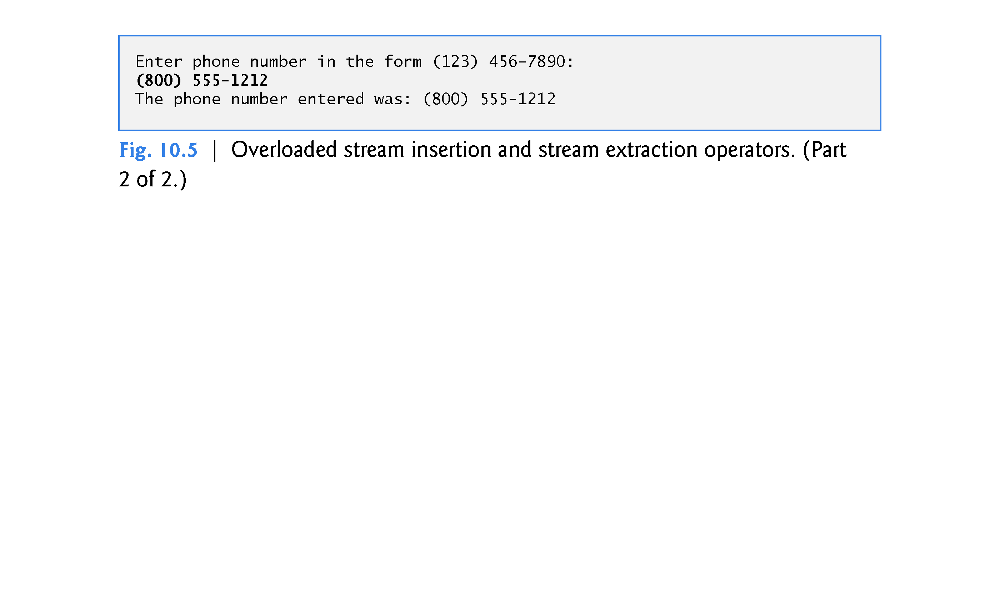 Enter phone number in the form (123) 456-7890:
(800) 555-1212
The phone number entered was: (800) 555-1212
Fig. 10.5 | Overloaded stream insertion and stream extraction operators. (Part
2 of 2.)